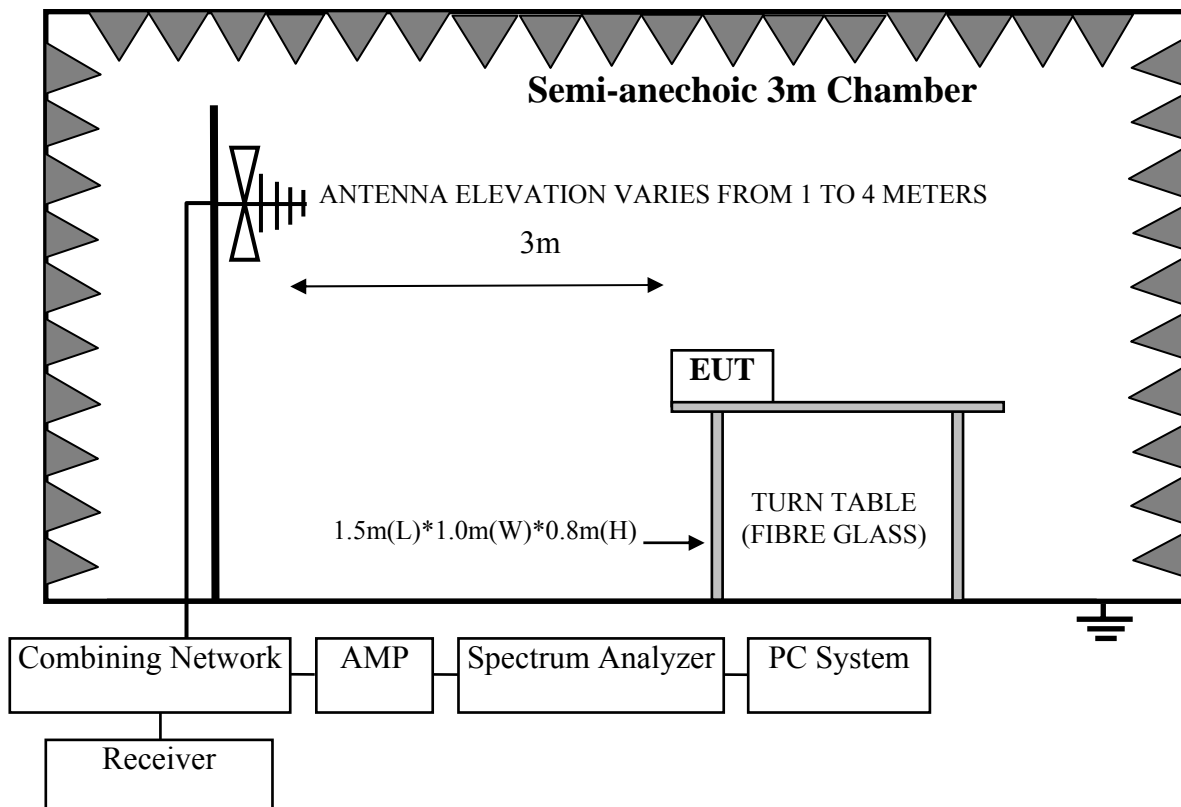 Semi-anechoic 3m Chamber
ANTENNA ELEVATION VARIES FROM 1 TO 4 METERS
3m
EUT
1.5m(L)*1.0m(W)*0.8m(H)
TURN TABLE
(FIBRE GLASS)
Combining Network
AMP
Spectrum Analyzer
PC System
Receiver